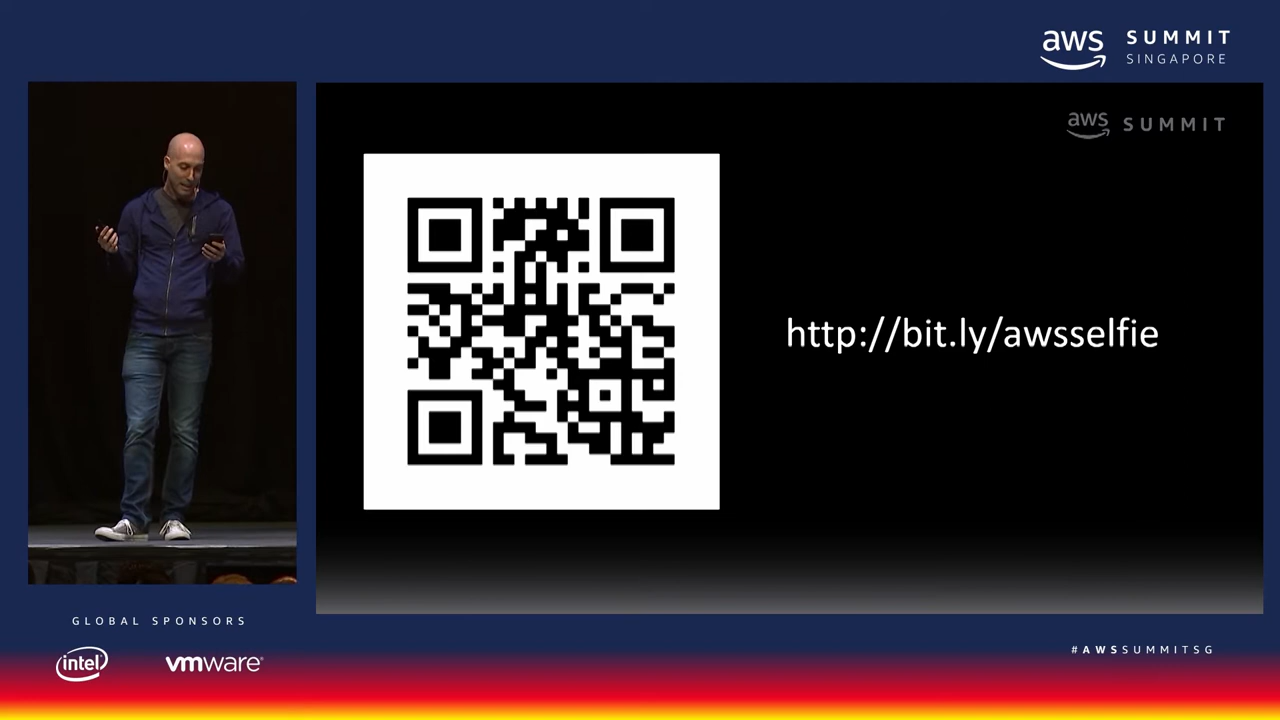 aws SUMMIT
SINGAPORE
aws SUMMIT
http://bit.ly/awsselfie
GLOBAL SPONSORS
intel
vmware
#AWSSUMMITSG